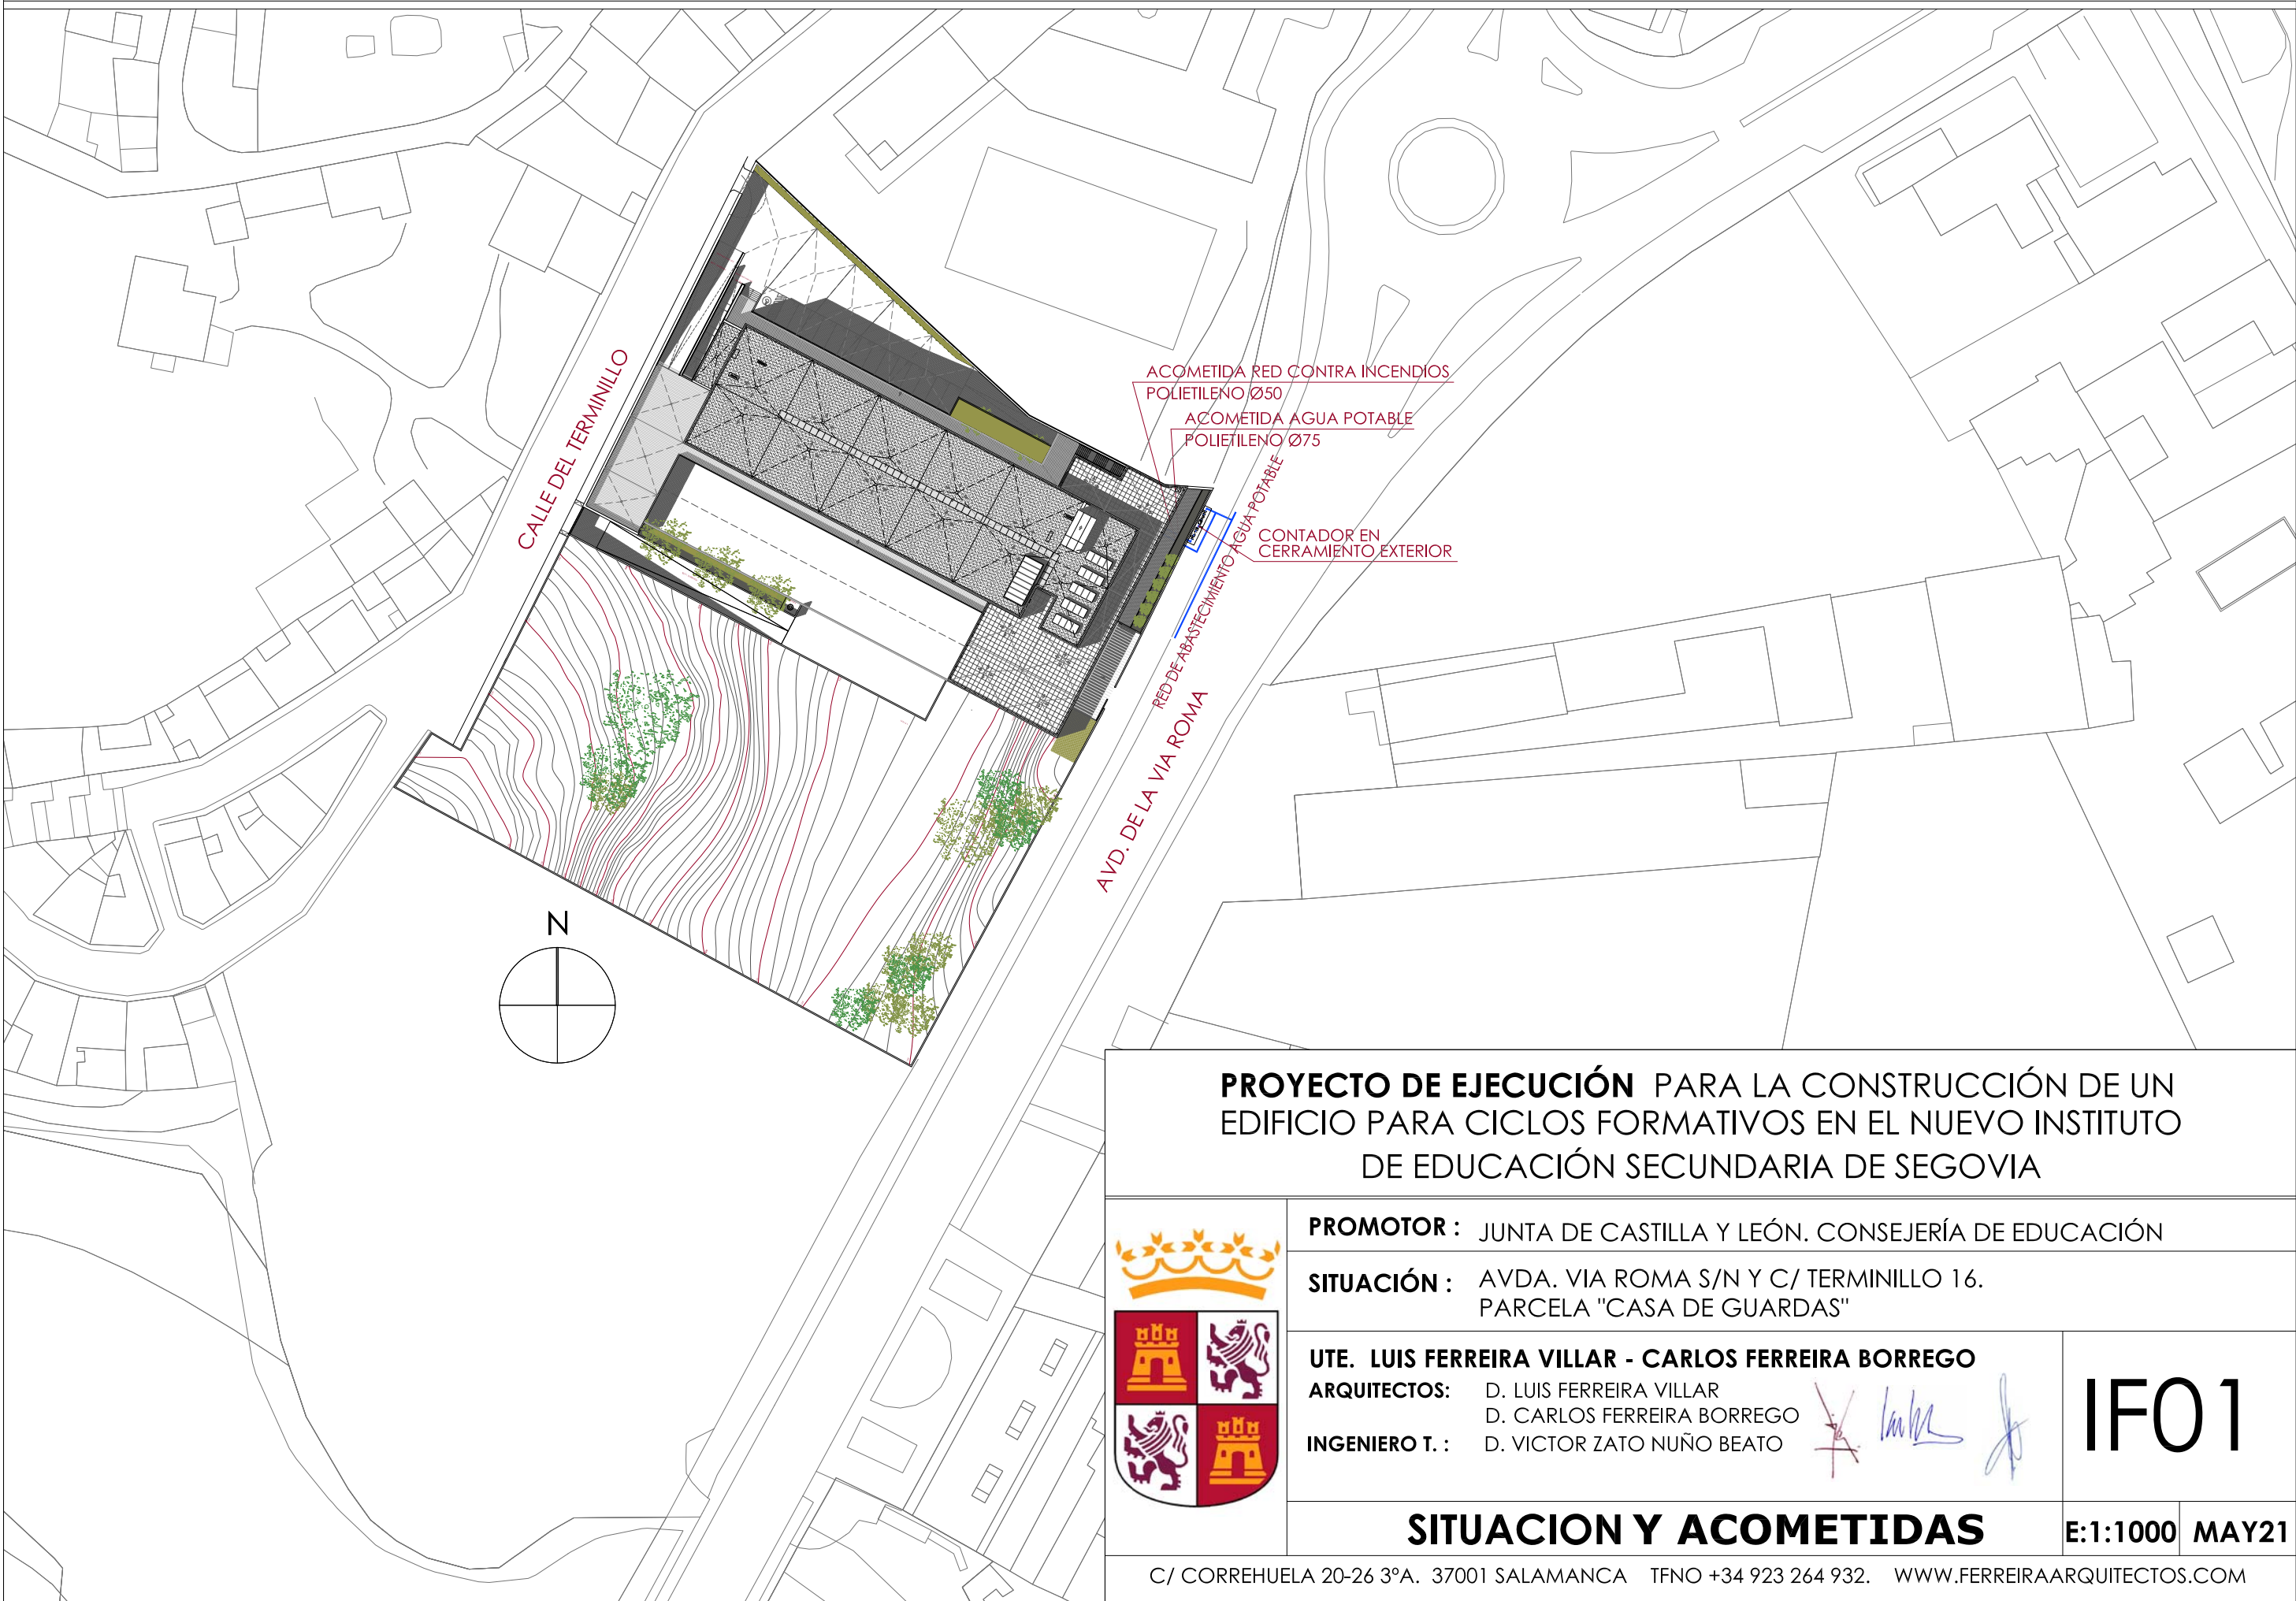 CALLE DEL TERMINILLO
ACOMETIDA RED CONTRA INCENDIOS
POLIETILENO Ø50
ACOMETIDA AGUA POTABLE
POLIETILENO Ø75
RED DE ABASTECIMIENTO AGUA POTABLE
CONTADOR EN
CERRAMIENTO EXTERIOR
AVD. DE LA VIA ROMA
N
PROYECTO DE EJECUCIÓN PARA LA CONSTRUCCIÓN DE UN
EDIFICIO PARA CICLOS FORMATIVOS EN EL NUEVO INSTITUTO
DE EDUCACIÓN SECUNDARIA DE SEGOVIA
PROMOTOR : JUNTA DE CASTILLA Y LEÓN. CONSEJERÍA DE EDUCACIÓN
SITUACIÓN : AVDA. VIA ROMA S/N Y C/ TERMINILLO 16.
PARCELA "CASA DE GUARDAS"
UTE. LUIS FERREIRA VILLAR - CARLOS FERREIRA BORREGO
ARQUITECTOS: D. LUIS FERREIRA VILLAR
D. CARLOS FERREIRA BORREGO
INGENIERO T. : D. VICTOR ZATO NUÑO BEATO
IF01
SITUACION Y ACOMETIDAS
E:1:1000 MAY21
C/ CORREHUELA 20-26 3ºA. 37001 SALAMANCA TFNO +34 923 264 932. WWW.FERREIRAARQUITECTOS.COM